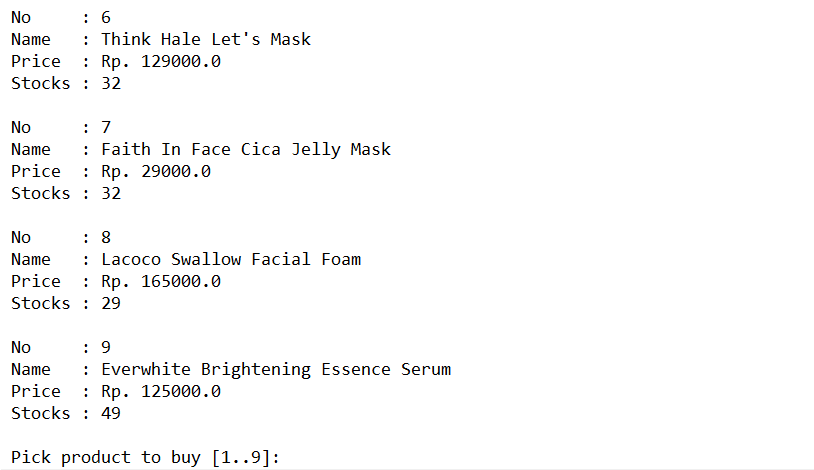 No     : 6
Name   : Think Hale Let's Mask
Price  : Rp. 129000.0
Stocks : 32
No     : 7
Name   : Faith In Face Cica Jelly Mask
Price  : Rp. 29000.0
Stocks : 32
No     : 8
Name   : Lacoco Swallow Facial Foam
Price  : Rp. 165000.0
Stocks : 29
No     : 9
Name   : Everwhite Brightening Essence Serum
Price  : Rp. 125000.0
Stocks : 49
Pick product to buy [1..9]: